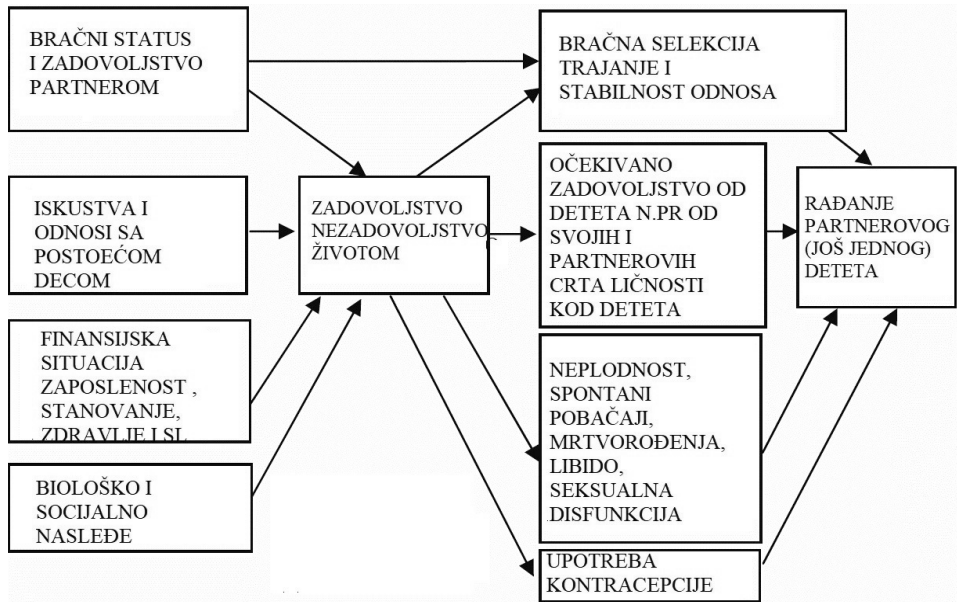 BRAČNI STATUS
I ZADOVOLJSTVO
PARTNEROM
BRAČNA SELEKCIJA
TRAJANJE I
STABILNOST ODNOSA
ISKUSTVA I
ODNOSI SA
POSTOEĆOM
DECOM
ZADOVOLJSTVO
NEZADOVOLJSTVO
ŽIVOTOM
OČEKIVANO
ZADOVOLJSTVO OD
DETETA N.PR OD
SVOJIH I
PARTNEROVIH
CRTA LIČNOSTI
KOD DETETA
RAĐANJE
PARTNEROVOG
(JOŠ JEDNOG)
DETETA
FINANSIJSKA
SITUACIJA
ZAPOSLENOST ,
STANOVANJE,
ZDRAVLJE I SL
NEPLODNOST,
SPONTANI
POBAČAJI,
MRTVOROĐENJA,
LIBIDO,
SEKSUALNA
DISFUNKCIJA
BIOLOŠKO I
SOCIJALNO
NASLEĐE
UPOTREBA
KONTRACEPCIJE